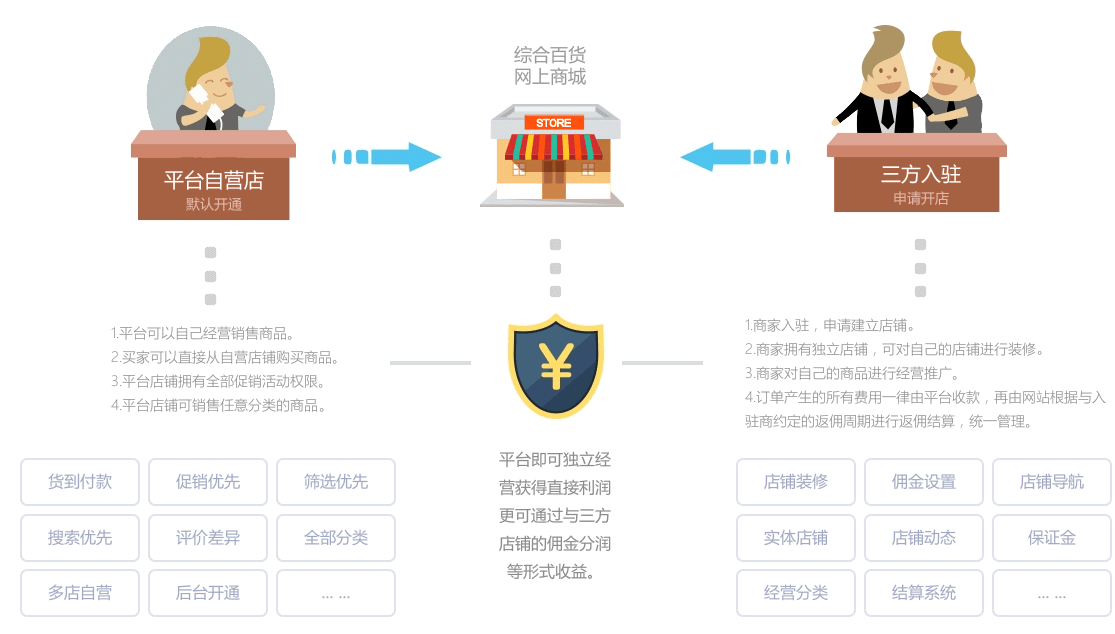 综合百货
网上商城
STORE
平台自营店
默认开通
三方入驻
申请开店
1.平台可以自己经营销售商品。
2.买家可以直接从自营店铺购买商品。
3.平台店铺拥有全部促销活动权限。
4.平台店铺可销售任意分类的商品。
¥
1.商家入驻，申请建立店铺。
2.商家拥有独立店铺，可对自己的店铺进行装修。
3.商家对自己的商品进行经营推广。
4.订单产生的所有费用一律由平台收款，再由网站根据与入
驻商约定的返佣周期进行返佣结算，统一管理。
平台即可独立经
营获得直接利润
更可通过与三方
店铺的佣金分润
等形式收益。
货到付款
促销优先
筛选优先
搜索优先
评价差异
全部分类
多店自营
后台开通
... ...
店铺装修
佣金设置
店铺导航
实体店铺
店铺动态
保证金
经营分类
结算系统
... ...